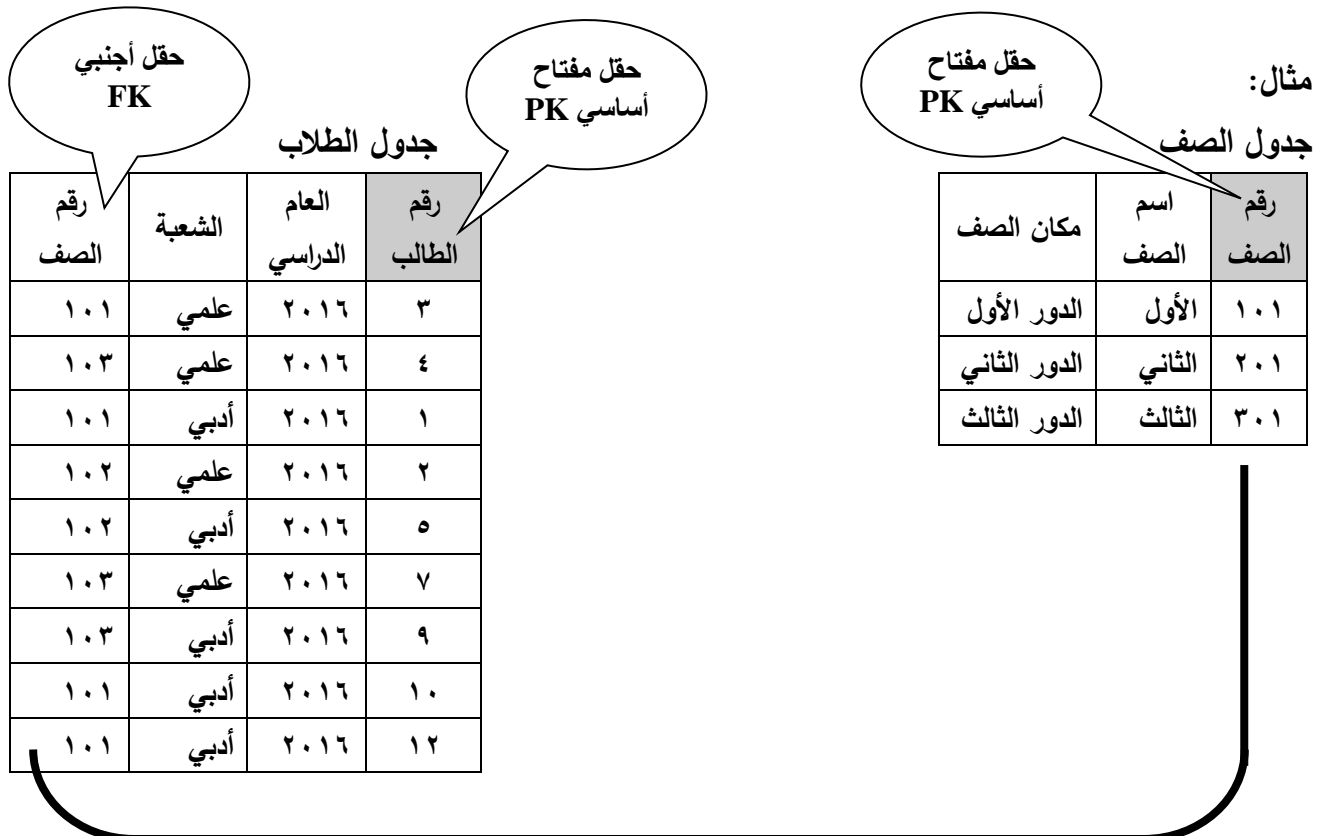 مثال:
حقل مفتاح
أساسي PK
جدول الصف
رقم الصف اسم الصف مكان الصف
١٠١ الأول الدور الأول
٢٠١ الثاني الدور الثاني
٣٠١ الثالث الدور الثالث
حقل مفتاح
أساسي PK
حقل أجنبي
FK
جدول الطلاب
رقم الطالب العام الدراسي الشعبة رقم الصف
٣ ٢٠١٦ علمي ١٠١
٤ ٢٠١٦ علمي ١٠٣
١ ٢٠١٦ أدبي ١٠١
٢ ٢٠١٦ علمي ١٠٢
٥ ٢٠١٦ أدبي ١٠٢
٧ ٢٠١٦ علمي ١٠٣
٩ ٢٠١٦ أدبي ١٠٣
١٠ ٢٠١٦ أدبي ١٠١
١٢ ٢٠١٦ أدبي ١٠١